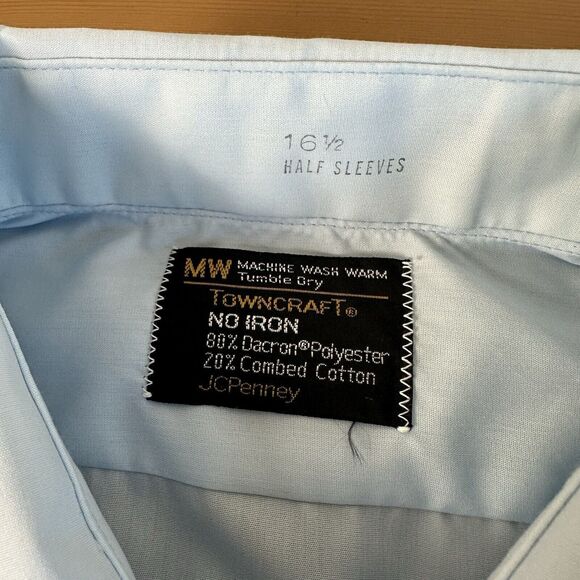 16½
HALF SLEEVES
MW MACHINE WASH WARM
Tumble Dry
TOWNCRAFT®
NO IRON
80% Dacron® Polyester
20% Combed Cotton
JCPenney